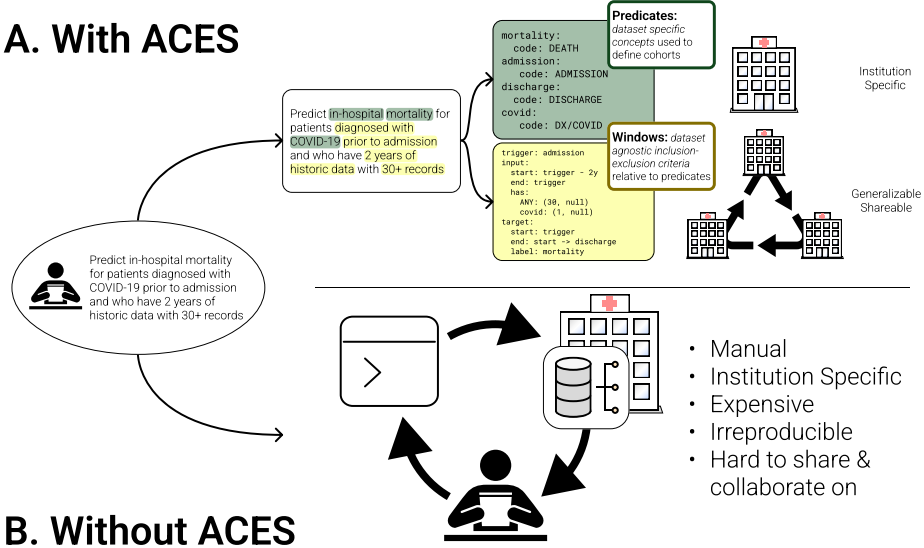 A. With ACES
Predict in-hospital mortality
for patients diagnosed with
COVID-19 prior to admission
and who have 2 years of
historic data with 30+ records
Predict in-hospital mortality for
patients diagnosed with
COVID-19 prior to admission
and who have 2 years of
historic data with 30+ records
mortality:
code: DEATH
admission:
code: ADMISSION
discharge:
code: DISCHARGE
covid:
code: DX/COVID
Predicates:
dataset specific
concepts used to
define cohorts
trigger: admission
input:
start: trigger - 2y
end: trigger
has:
ANY: (30, null)
covid: (1, null)
target:
start: trigger
end: start -> discharge
label: mortality
Windows: dataset
agnostic inclusion-
exclusion criteria
relative to predicates
Institution
Specific
Generalizable
Shareable
• Manual
• Institution Specific
• Expensive
• Irreproducible
• Hard to share &
collaborate on
B. Without ACES